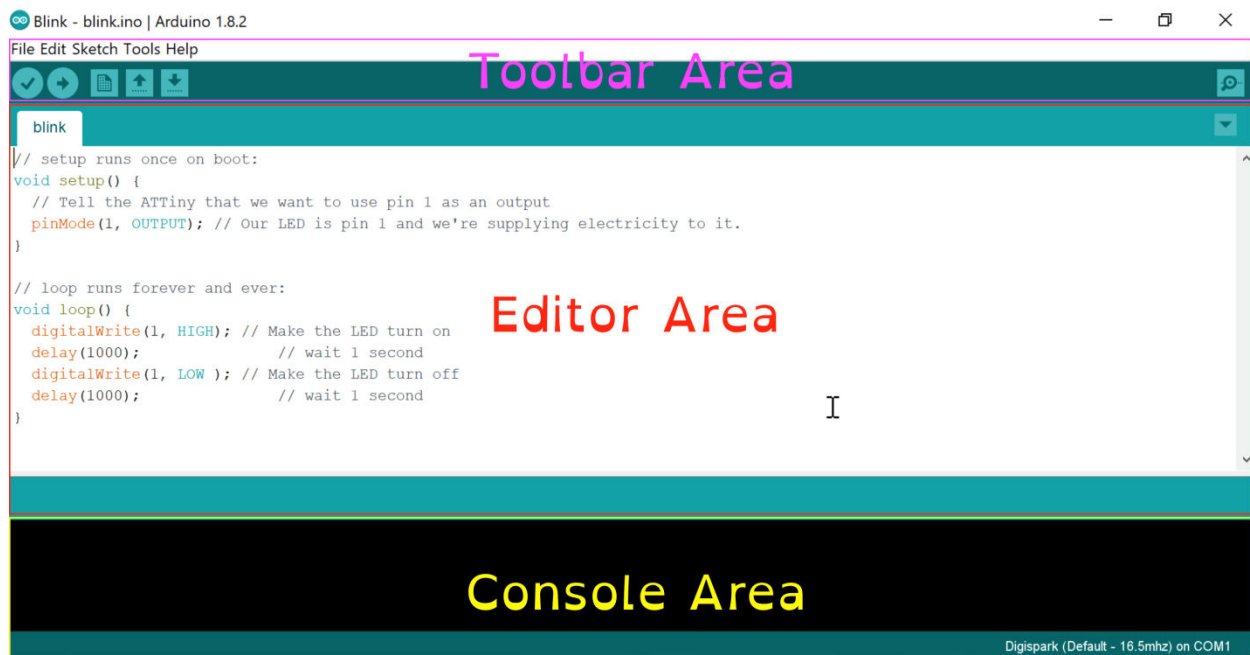 Blink - blink.ino | Arduino 1.8.2
File Edit Sketch Tools Help
Toolbar Area
blink
// setup runs once on boot:
void setup() {
  // Tell the ATTiny that we want to use pin 1 as an output
  pinMode(1, OUTPUT); // Our LED is pin 1 and we're supplying electricity to it.
}
// loop runs forever and ever:
void loop() {
  digitalWrite(1, HIGH); // Make the LED turn on
  delay(1000);               // wait 1 second
  digitalWrite(1, LOW ); // Make the LED turn off
  delay(1000);               // wait 1 second
}
Editor Area
Console Area
Digispark (Default - 16.5mhz) on COM1